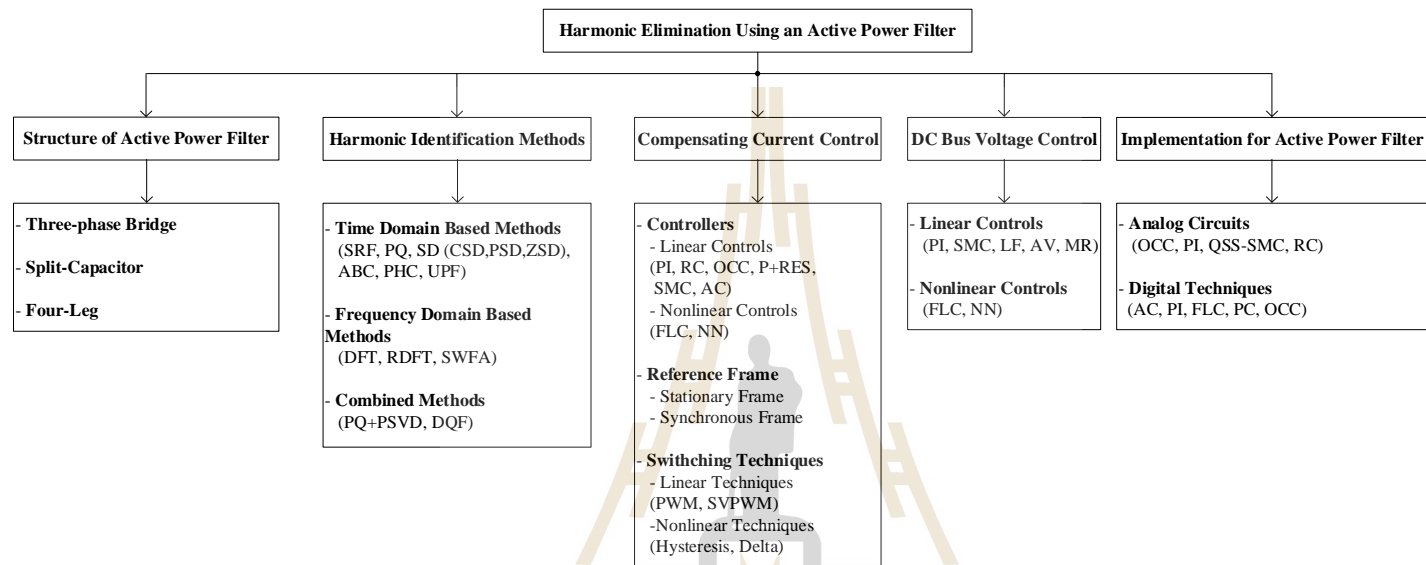 Harmonic Elimination Using an Active Power Filter
Structure of Active Power Filter
Harmonic Identification Methods
Compensating Current Control
DC Bus Voltage Control
Implementation for Active Power Filter
- Three-phase Bridge
- Split-Capacitor
- Four-Leg
- Time Domain Based Methods
(SRF, PQ, SD (CSD,PSD,ZSD),
ABC, PHC, UPF)
- Frequency Domain Based
Methods
(DFT, RDFT, SWFA)
- Combined Methods
(PQ+PSVD, DQF)
- Controllers
- Linear Controls
(PI, RC, OCC, P+RES,
SMC, AC)
- Nonlinear Controls
(FLC, NN)
- Reference Frame
- Stationary Frame
- Synchronous Frame
- Swithching Techniques
- Linear Techniques
(PWM, SVPWM)
-Nonlinear Techniques
(Hysteresis, Delta)
- Linear Controls
(PI, SMC, LF, AV, MR)
- Nonlinear Controls
(FLC, NN)
- Analog Circuits
(OCC, PI, QSS-SMC, RC)
- Digital Techniques
(AC, PI, FLC, PC, OCC)